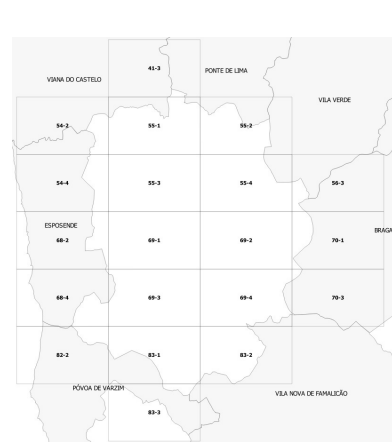 41-3
PONTE DE LIMA
VIANA DO CASTELO
VILA VERDE
54-2
55-1
55-2
54-4
55-3
55-4
56-3
ESPOSENDE
BRAGA
68-2
69-1
69-2
70-1
68-4
69-3
69-4
70-3
82-2
83-1
83-2
PÓVOA DE VARZIM
VILA NOVA DE FAMALICÃO
83-3